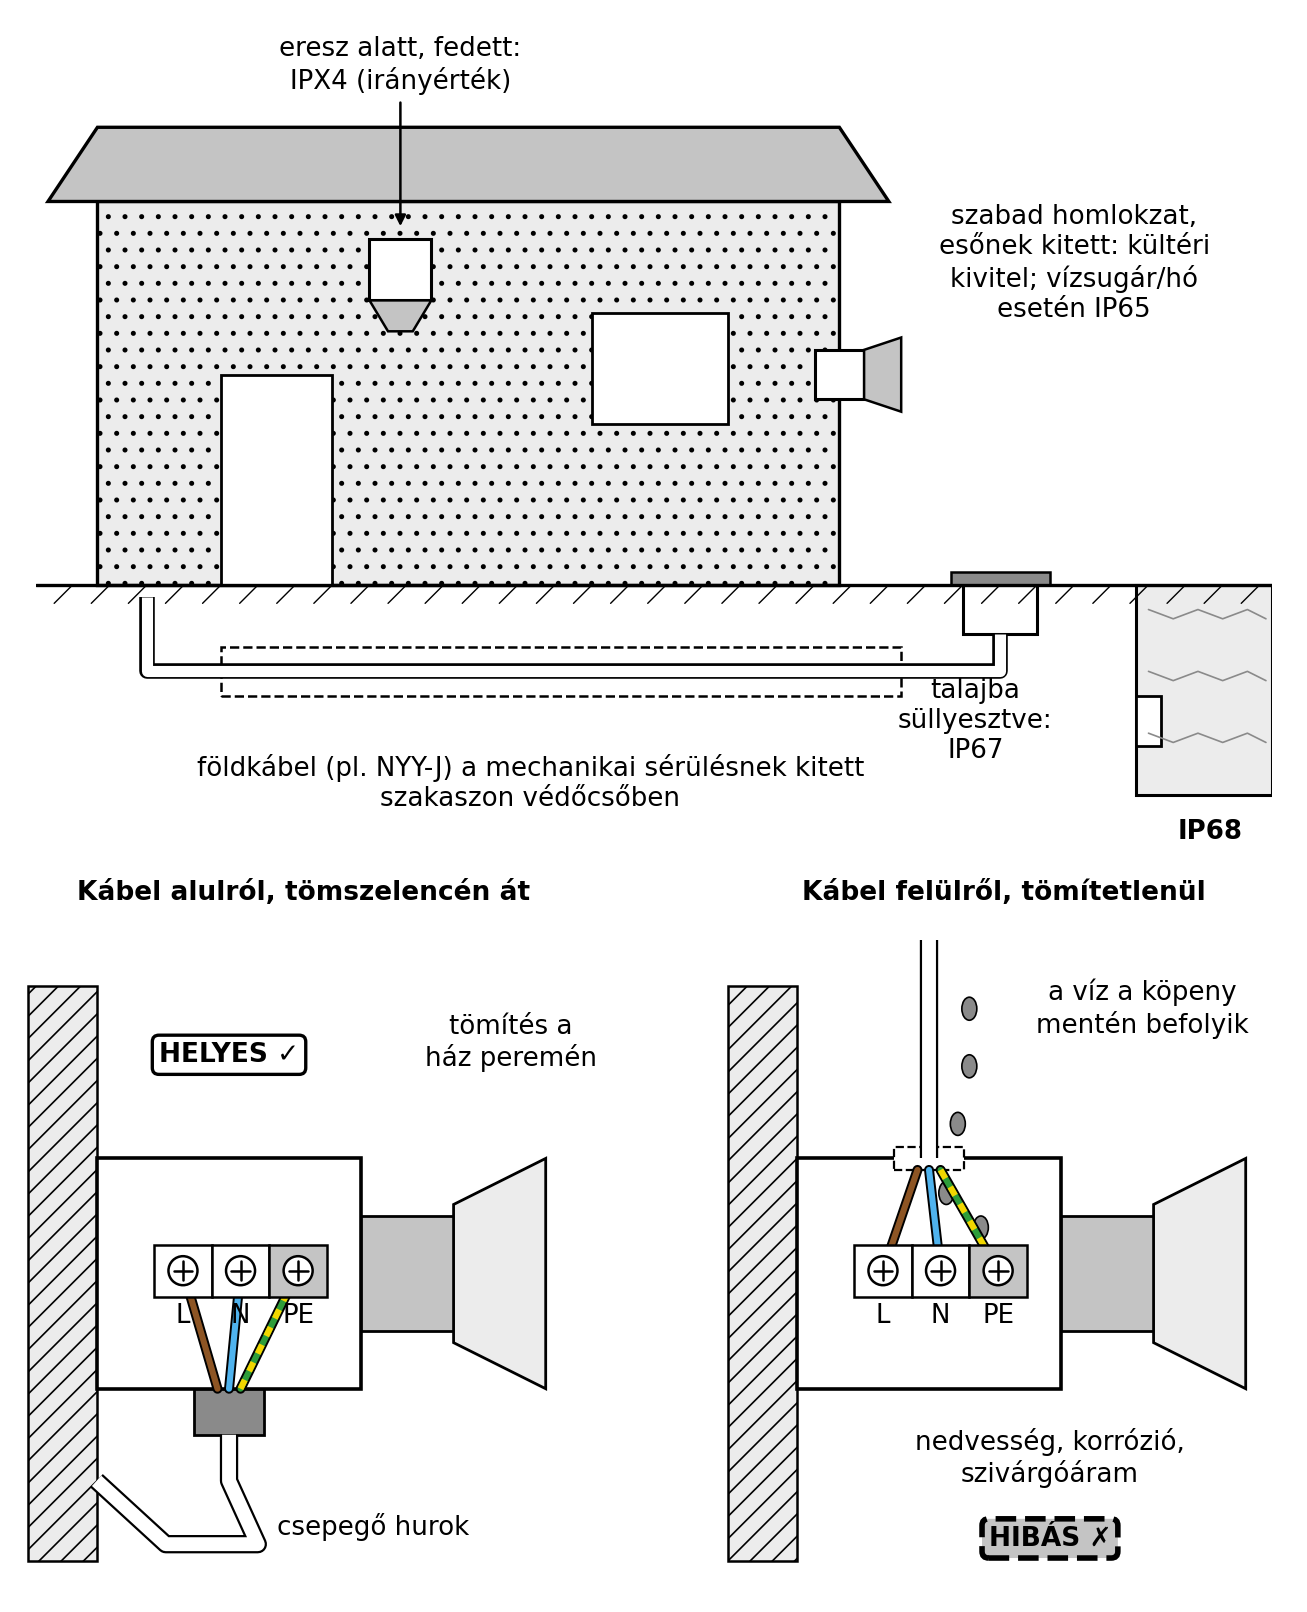 eresz alatt, fedett:
IPX4 (irányérték)
szabad homlokzat,
esőnek kitett: kültéri
kivitel; vízsugár/hó
esetén IP65
talajba
süllyesztve:
IP67
földkábel (pl. NYY-J) a mechanikai sérülésnek kitett
szakaszon védőcsőben
IP68
Kábel alulról, tömszelencén át
HELYES ✓
tömítés a
ház peremén
L N PE
csepegő hurok
Kábel felülről, tömítetlenül
a víz a köpeny
mentén befolyik
L N PE
nedvesség, korrózió,
szivárgóáram
HIBÁS ✗